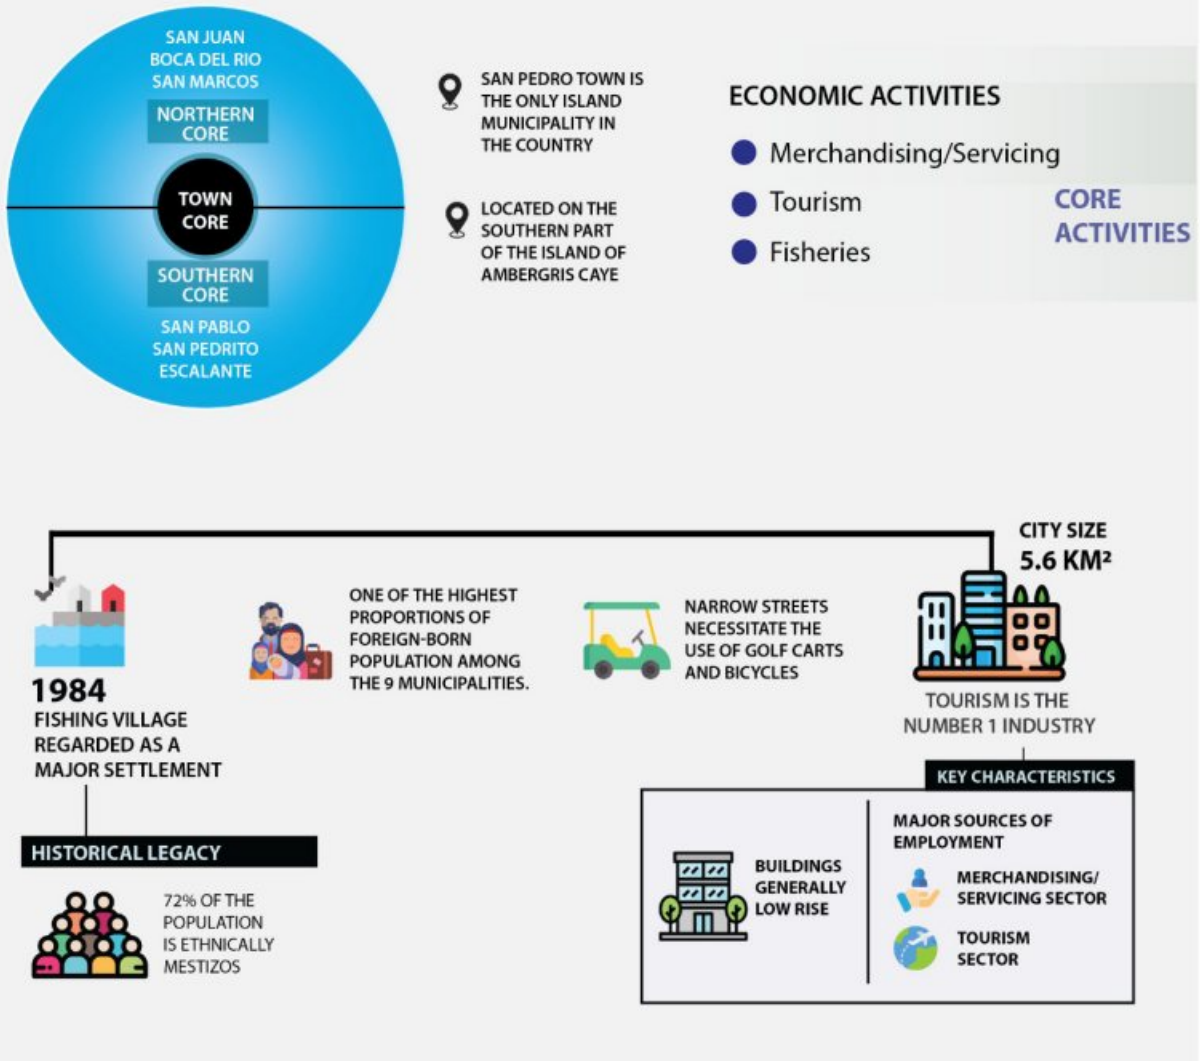 SAN JUAN
BOCA DEL RIO
SAN MARCOS
NORTHERN
CORE
TOWN
CORE
SOUTHERN
CORE
SAN PABLO
SAN PEDRITO
ESCALANTE
SAN PEDRO TOWN IS
THE ONLY ISLAND
MUNICIPALITY IN
THE COUNTRY
LOCATED ON THE
SOUTHERN PART
OF THE ISLAND OF
AMBERGRIS CAYE
ECONOMIC ACTIVITIES
Merchandising/Servicing
Tourism
Fisheries
CORE
ACTIVITIES
1984
FISHING VILLAGE
REGARDED AS A
MAJOR SETTLEMENT
HISTORICAL LEGACY
72% OF THE
POPULATION
IS ETHNICALLY
MESTIZOS
ONE OF THE HIGHEST
PROPORTIONS OF
FOREIGN-BORN
POPULATION AMONG
THE 9 MUNICIPALITIES.
NARROW STREETS
NECESSITATE THE
USE OF GOLF CARTS
AND BICYCLES
CITY SIZE
5.6 KM²
TOURISM IS THE
NUMBER 1 INDUSTRY
KEY CHARACTERISTICS
BUILDINGS
GENERALLY
LOW RISE
MAJOR SOURCES OF
EMPLOYMENT
MERCHANDISING/
SERVICING SECTOR
TOURISM
SECTOR